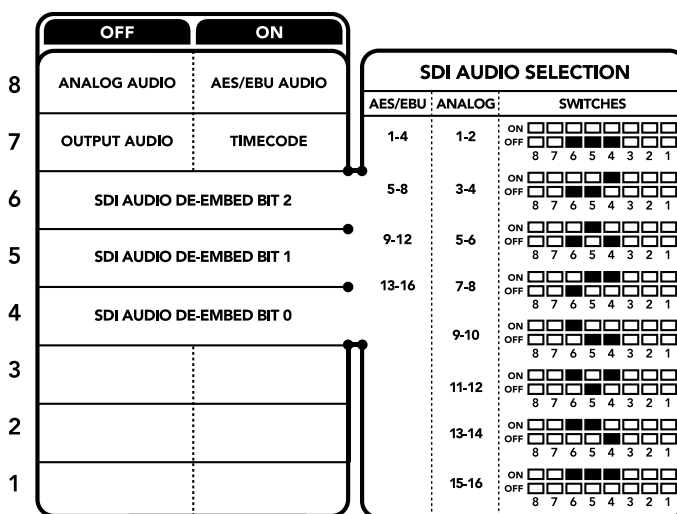 OFF ON
8 ANALOG AUDIO AES/EBU AUDIO
7 OUTPUT AUDIO TIMECODE
6 SDI AUDIO DE-EMBED BIT 2
5 SDI AUDIO DE-EMBED BIT 1
4 SDI AUDIO DE-EMBED BIT 0
3
2
1
SDI AUDIO SELECTION
AES/EBU ANALOG SWITCHES
1-4 1-2 ON
OFF
8 7 6 5 4 3 2 1
5-8 3-4 ON
OFF
8 7 6 5 4 3 2 1
9-12 5-6 ON
OFF
8 7 6 5 4 3 2 1
13-16 7-8 ON
OFF
8 7 6 5 4 3 2 1
9-10 ON
OFF
8 7 6 5 4 3 2 1
11-12 ON
OFF
8 7 6 5 4 3 2 1
13-14 ON
OFF
8 7 6 5 4 3 2 1
15-16 ON
OFF
8 7 6 5 4 3 2 1